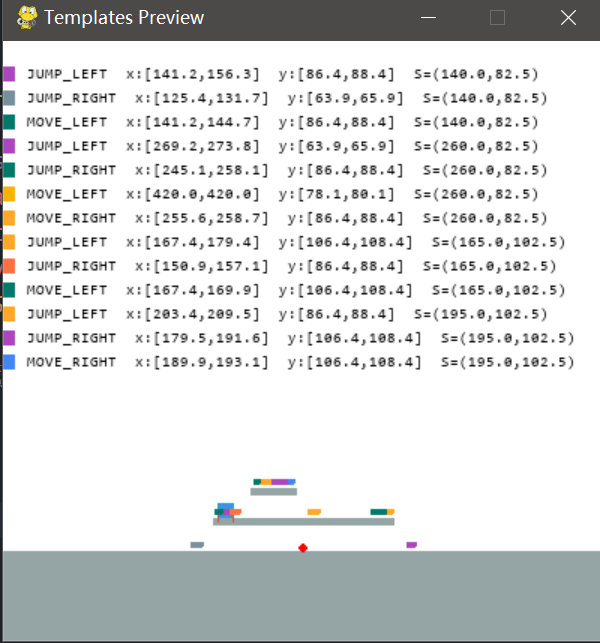 Templates Preview
JUMP_LEFT x:[141.2,156.3] y:[86.4,88.4] S=(140.0,82.5)
JUMP_RIGHT x:[125.4,131.7] y:[63.9,65.9] S=(140.0,82.5)
MOVE_LEFT x:[141.2,144.7] y:[86.4,88.4] S=(140.0,82.5)
JUMP_LEFT x:[269.2,273.8] y:[63.9,65.9] S=(260.0,82.5)
JUMP_RIGHT x:[245.1,258.1] y:[86.4,88.4] S=(260.0,82.5)
MOVE_LEFT x:[420.0,420.0] y:[78.1,80.1] S=(260.0,82.5)
MOVE_RIGHT x:[255.6,258.7] y:[86.4,88.4] S=(260.0,82.5)
JUMP_LEFT x:[167.4,179.4] y:[106.4,108.4] S=(165.0,102.5)
JUMP_RIGHT x:[150.9,157.1] y:[86.4,88.4] S=(165.0,102.5)
MOVE_LEFT x:[167.4,169.9] y:[106.4,108.4] S=(165.0,102.5)
JUMP_LEFT x:[203.4,209.5] y:[86.4,88.4] S=(195.0,102.5)
JUMP_RIGHT x:[179.5,191.6] y:[106.4,108.4] S=(195.0,102.5)
MOVE_RIGHT x:[189.9,193.1] y:[106.4,108.4] S=(195.0,102.5)